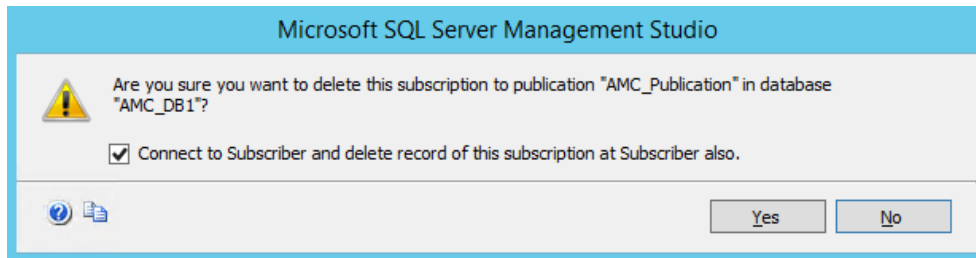 Microsoft SQL Server Management Studio
Are you sure you want to delete this subscription to publication "AMC_Publication" in database
"AMC_DB1"?
Connect to Subscriber and delete record of this subscription at Subscriber also.
Yes
No